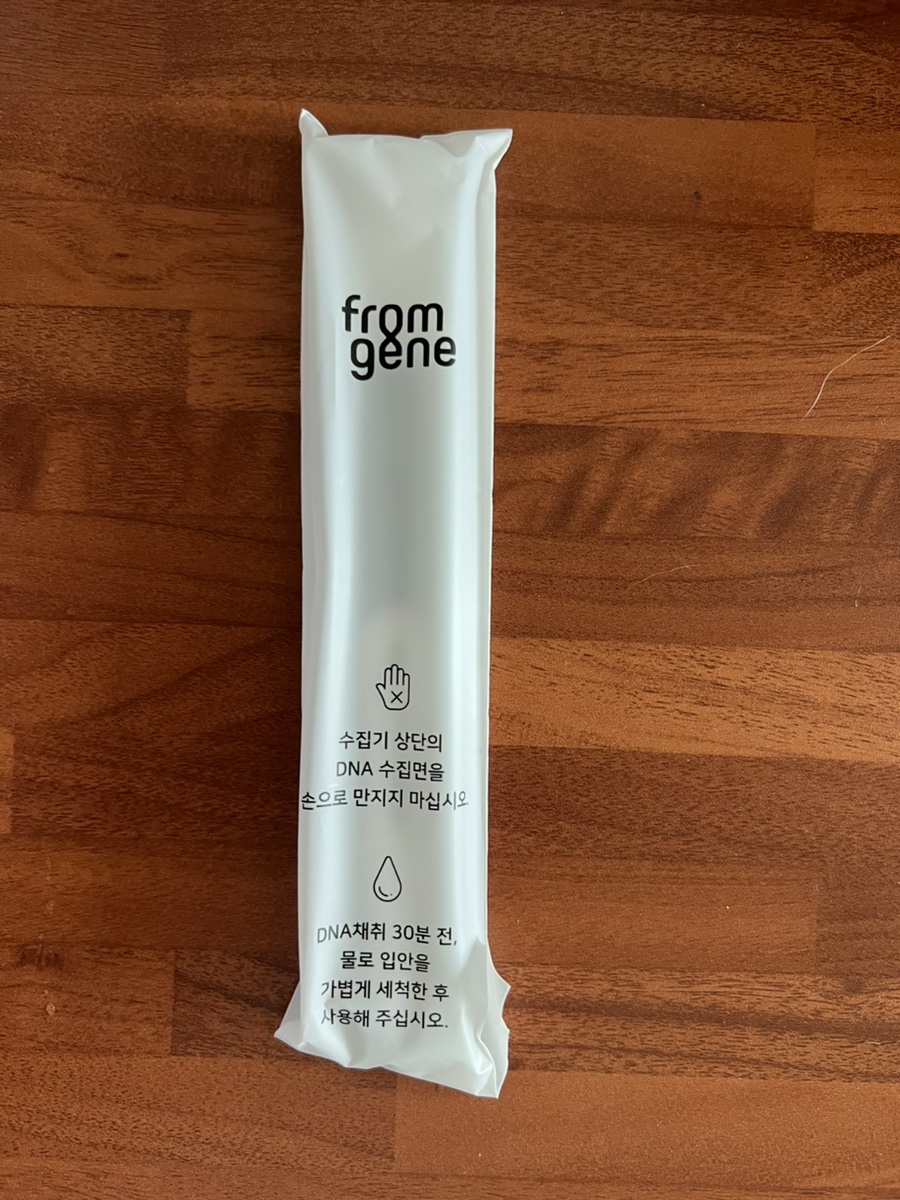 from
gene
수집기 상단의
DNA 수집면을
손으로 만지지 마십시오.
DNA채취 30분 전,
물로 입안을
가볍게 세척한 후
사용해 주십시오.